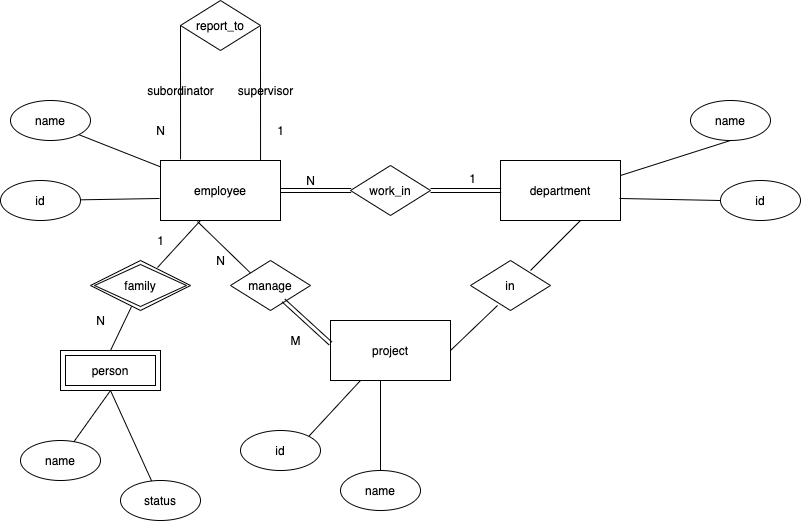 report_to
subordinator supervisor
N 1
name
name
employee
N
work_in
1
department
id
id
1
N
family
manage
in
N
M
project
person
id
name
name
status